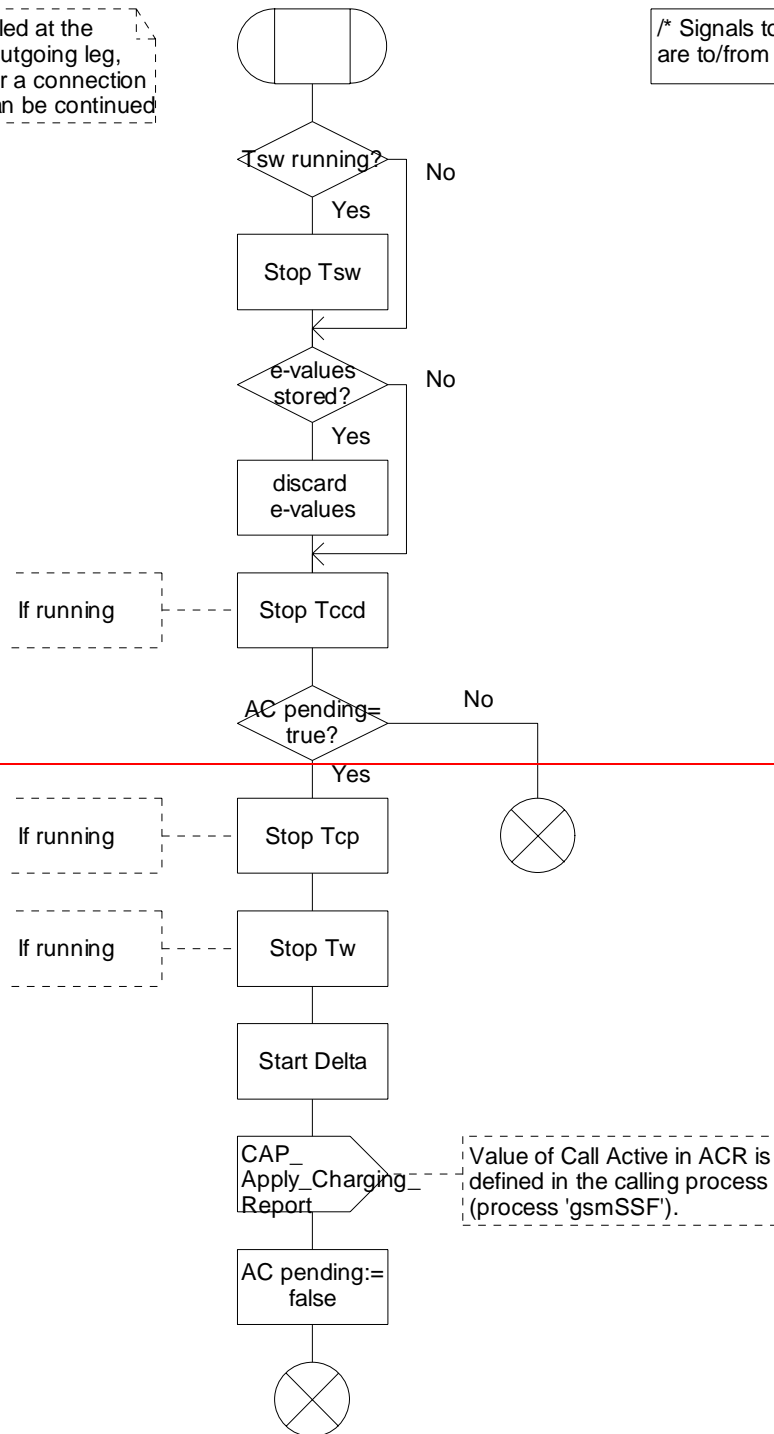 led at the
utgoing leg,
r a connection
n be continued
/* Signals to
are to/from
Tsw running?
No
Yes
Stop Tsw
e-values
stored?
No
Yes
discard
e-values
If running
Stop Tccd
AC pending=
true?
No
Yes
If running
Stop Tcp
If running
Stop Tw
Start Delta
CAP_
Apply_Charging_
Report
Value of Call Active in ACR is
defined in the calling process
(process 'gsmSSF').
AC pending:=
false